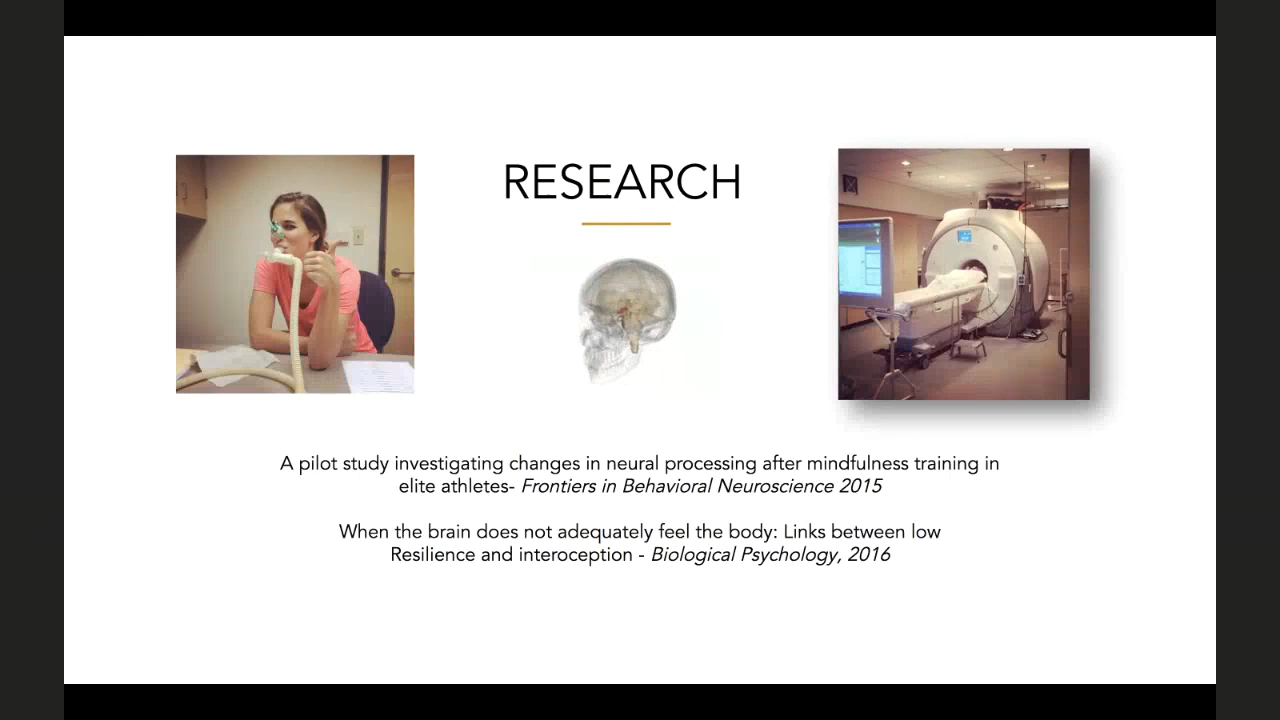 RESEARCH
A pilot study investigating changes in neural processing after mindfulness training in
elite athletes- Frontiers in Behavioral Neuroscience 2015
When the brain does not adequately feel the body: Links between low
Resilience and interoception - Biological Psychology, 2016